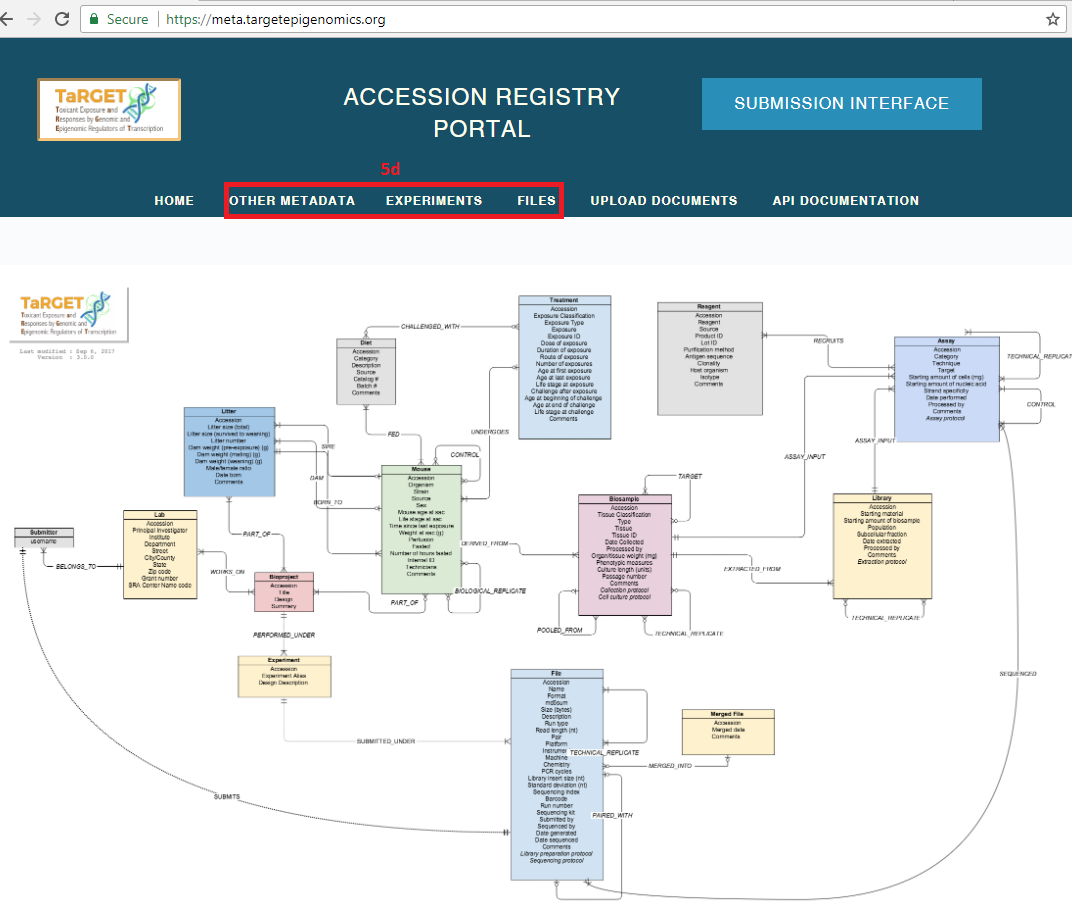 Secure
https://meta.targetepigenomics.org
TaRGET
Toxicant Exposure and
Responses by Genomic and
Epigenomic Regulators of Transcription
ACCESSION REGISTRY
PORTAL
SUBMISSION INTERFACE
5d
HOME
OTHER METADATA
EXPERIMENTS
FILES
UPLOAD DOCUMENTS
API DOCUMENTATION
TaRGET
Toxicant Exposure and
Responses by Genomic and
Epigenomic Regulators of Transcription
Last modified : Sep 6, 2017
Version : 2.5.0
Treatment
Accession
Exposure Classification
Exposure Type
Exposure
Exposure ID
Dose of exposure
Duration of exposure
Route of exposure
Number of exposures
Age at first exposure
Age at last exposure
Life stage at exposure
Challenge after exposure
Age at beginning of challenge
Age at end of challenge
Life stage at challenge
Comments
Reagent
Accession
Reagent
Source
Product ID
Lot ID
Purification method
Antigen sequence
Clonality
Host organism
Isotype
Comments
Assay
Accession
Category
Technique
Target
Starting amount of cells (mg)
Starting amount of nucleic acid
Strand specificity
Date performed
Processed by
Comments
Assay protocol
CHALLENGED_WITH
RECRUITS
TECHNICAL_REPLICAT
CONTROL
Diet
Accession
Category
Description
Source
Catalog #
Batch #
Comments
Litter
Accession
Litter size (total)
Litter size (survived to weaning)
Litter number
Dam weight (pre-exposure) (g)
Dam weight (mating) (g)
Dam weight (weaning) (g)
Male/female ratio
Date born
Comments
FED
UNDERGOES
SIRE
DAM
BORN_TO
CONTROL
ASSAY_INPUT
ASSAY_INPUT
Mouse
Accession
Organism
Strain
Source
Sex
Mouse age at sac
Life stage at sac
Time since last exposure
Weight at sac (g)
Perfusion
Fasted
Number of hours fasted
Internal ID
Technicians
Comments
TARGET
Biosample
Accession
Tissue Classification
Type
Tissue
Tissue ID
Date Collected
Processed by
Organ/tissue weight (mg)
Phenotypic measures
Culture length (units)
Passage number
Comments
Collection protocol
Cell culture protocol
Library
Accession
Starting material
Starting amount of biosample
Population
Subcellular fraction
Date extracted
Processed by
Comments
Extraction protocol
Lab
Accession
Principal Investigator
Institute
Department
Street
City/County
State
Zip code
Grant number
SRA Center Name code
Submitter
username
BELONGS_TO
PART_OF
WORKS_ON
DERIVED_FROM
EXTRACTED_FROM
Bioproject
Accession
Title
Design
Summary
PART_OF
BIOLOGICAL_REPLICATE
POOLED_FROM
TECHNICAL_REPLICATE
TECHNICAL_REPLICATE
PERFORMED_UNDER
Experiment
Accession
Experiment Alias
Design Description
SEQUENCED
File
Accession
Name
Format
md5sum
Size (bytes)
Description
Run type
Read length (nt)
Pair
Platform
Instrumen
Machine
Chemistry
PCR cycles
Library insert size (nt)
Standard deviation (nt)
Sequencing index
Barcode
Run number
Sequencing kit
Submitted by
Sequenced by
Date generated
Date sequenced
Comments
Library preparation protocol
Sequencing protocol
Merged File
Accession
Merged date
Comments
SUBMITTED_UNDER
TECHNICAL_REPLICATE
MERGED_INTO
SUBMITS
PAIRED_WITH